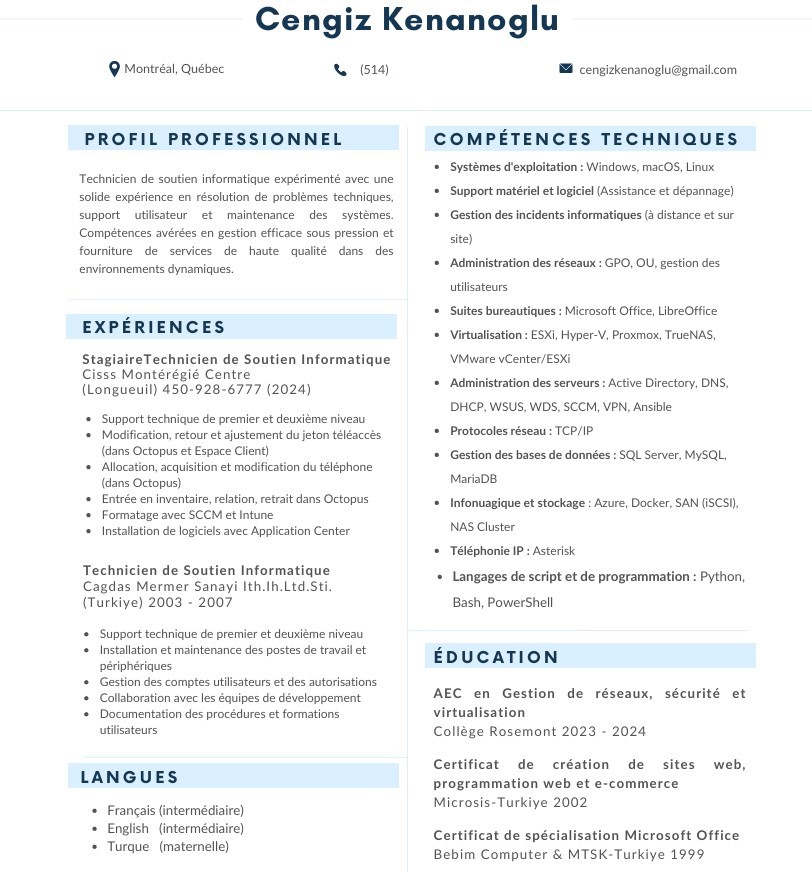 Cengiz Kenanoglu
Montréal, Québec
(514)
cengizkenanoglu@gmail.com
PROFIL PROFESSIONNEL
Technicien de soutien informatique expérimenté avec une
solide expérience en résolution de problèmes techniques,
support utilisateur et maintenance des systèmes.
Compétences avérées en gestion efficace sous pression et
fourniture de services de haute qualité dans des
environnements dynamiques.
EXPÉRIENCES
StagiaireTechnicien de Soutien Informatique
Cisss Montérégié Centre
(Longueuil) 450-928-6777 (2024)
• Support technique de premier et deuxième niveau
• Modification, retour et ajustement du jeton téléaccès
(dans Octopus et Espace Client)
• Allocation, acquisition et modification du téléphone
(dans Octopus)
• Entrée en inventaire, relation, retrait dans Octopus
• Formatage avec SCCM et Intune
• Installation de logiciels avec Application Center
Technicien de Soutien Informatique
Cagdas Mermer Sanayi Ith.Ih.Ltd.Sti.
(Turkiye) 2003 - 2007
• Support technique de premier et deuxième niveau
• Installation et maintenance des postes de travail et
périphériques
• Gestion des comptes utilisateurs et des autorisations
• Collaboration avec les équipes de développement
• Documentation des procédures et formations
utilisateurs
LANGUES
• Français (intermédiaire)
• English (intermédiaire)
• Turque (maternelle)
COMPÉTENCES TECHNIQUES
• Systèmes d'exploitation : Windows, macOS, Linux
• Support matériel et logiciel (Assistance et dépannage)
• Gestion des incidents informatiques (à distance et sur
site)
• Administration des réseaux : GPO, OU, gestion des
utilisateurs
• Suites bureautiques : Microsoft Office, LibreOffice
• Virtualisation : ESXi, Hyper-V, Proxmox, TrueNAS,
VMware vCenter/ESXi
• Administration des serveurs : Active Directory, DNS,
DHCP, WSUS, WDS, SCCM, VPN, Ansible
• Protocoles réseau : TCP/IP
• Gestion des bases de données : SQL Server, MySQL,
MariaDB
• Infonuagique et stockage : Azure, Docker, SAN (iSCSI),
NAS Cluster
• Téléphonie IP : Asterisk
• Langages de script et de programmation : Python,
Bash, PowerShell
ÉDUCATION
AEC en Gestion de réseaux, sécurité et
virtualisation
Collège Rosemont 2023 - 2024
Certificat de création de sites web,
programmation web et e-commerce
Microsis-Turkiye 2002
Certificat de spécialisation Microsoft Office
Bebim Computer & MTSK-Turkiye 1999